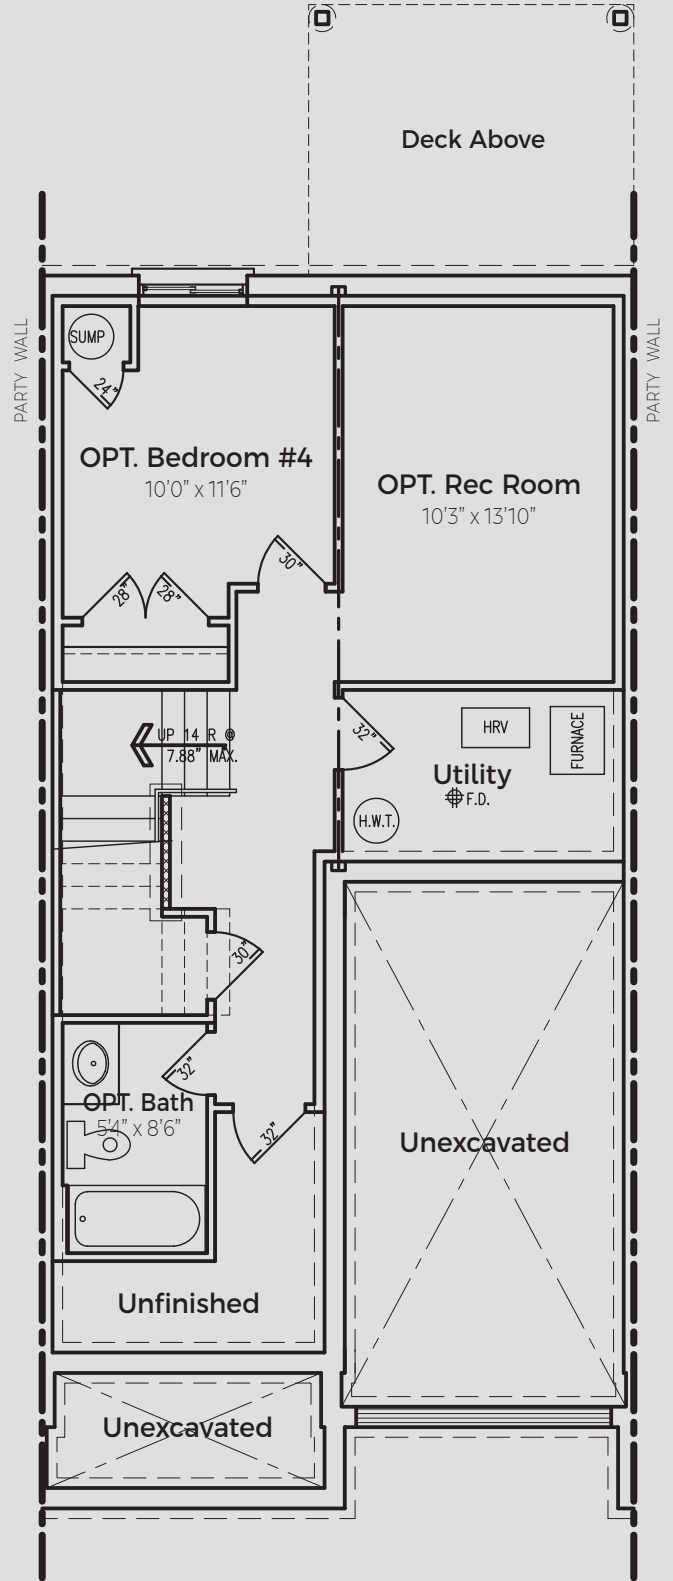 Deck Above
PARTY WALL
PARTY WALL
SUMP
24"
OPT. Bedroom #4
10'0" x 11'6"
OPT. Rec Room
10'3" x 13'10"
30"
28"
28"
UP 14 R @
7.88" MAX.
32"
HRV
FURNACE
Utility
F.D.
H.W.T.
30"
32"
OPT. Bath
5'4" x 8'6"
32"
Unexcavated
Unfinished
Unexcavated